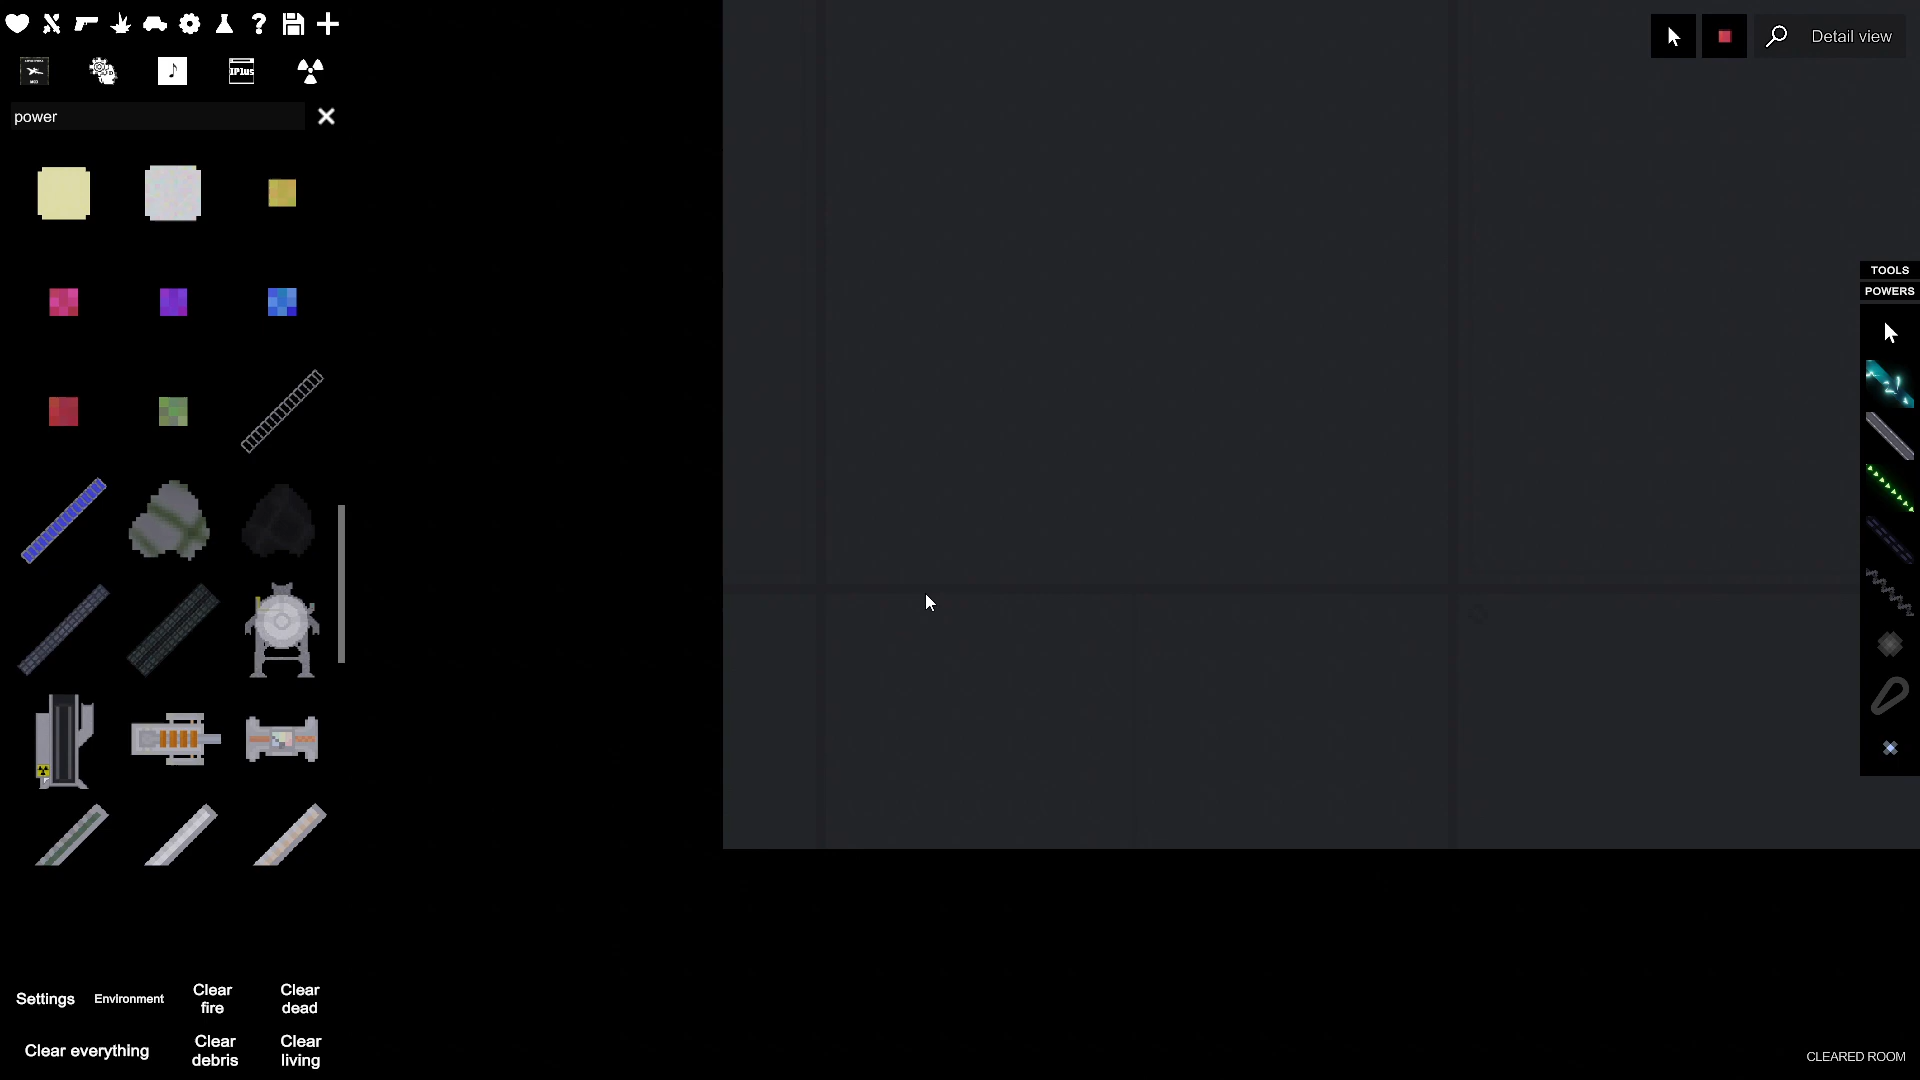 Detail view
IPlus
power
TOOLS
POWERS
Settings
Environment
Clear
fire
Clear
dead
Clear everything
Clear
debris
Clear
living
CLEARED ROOM